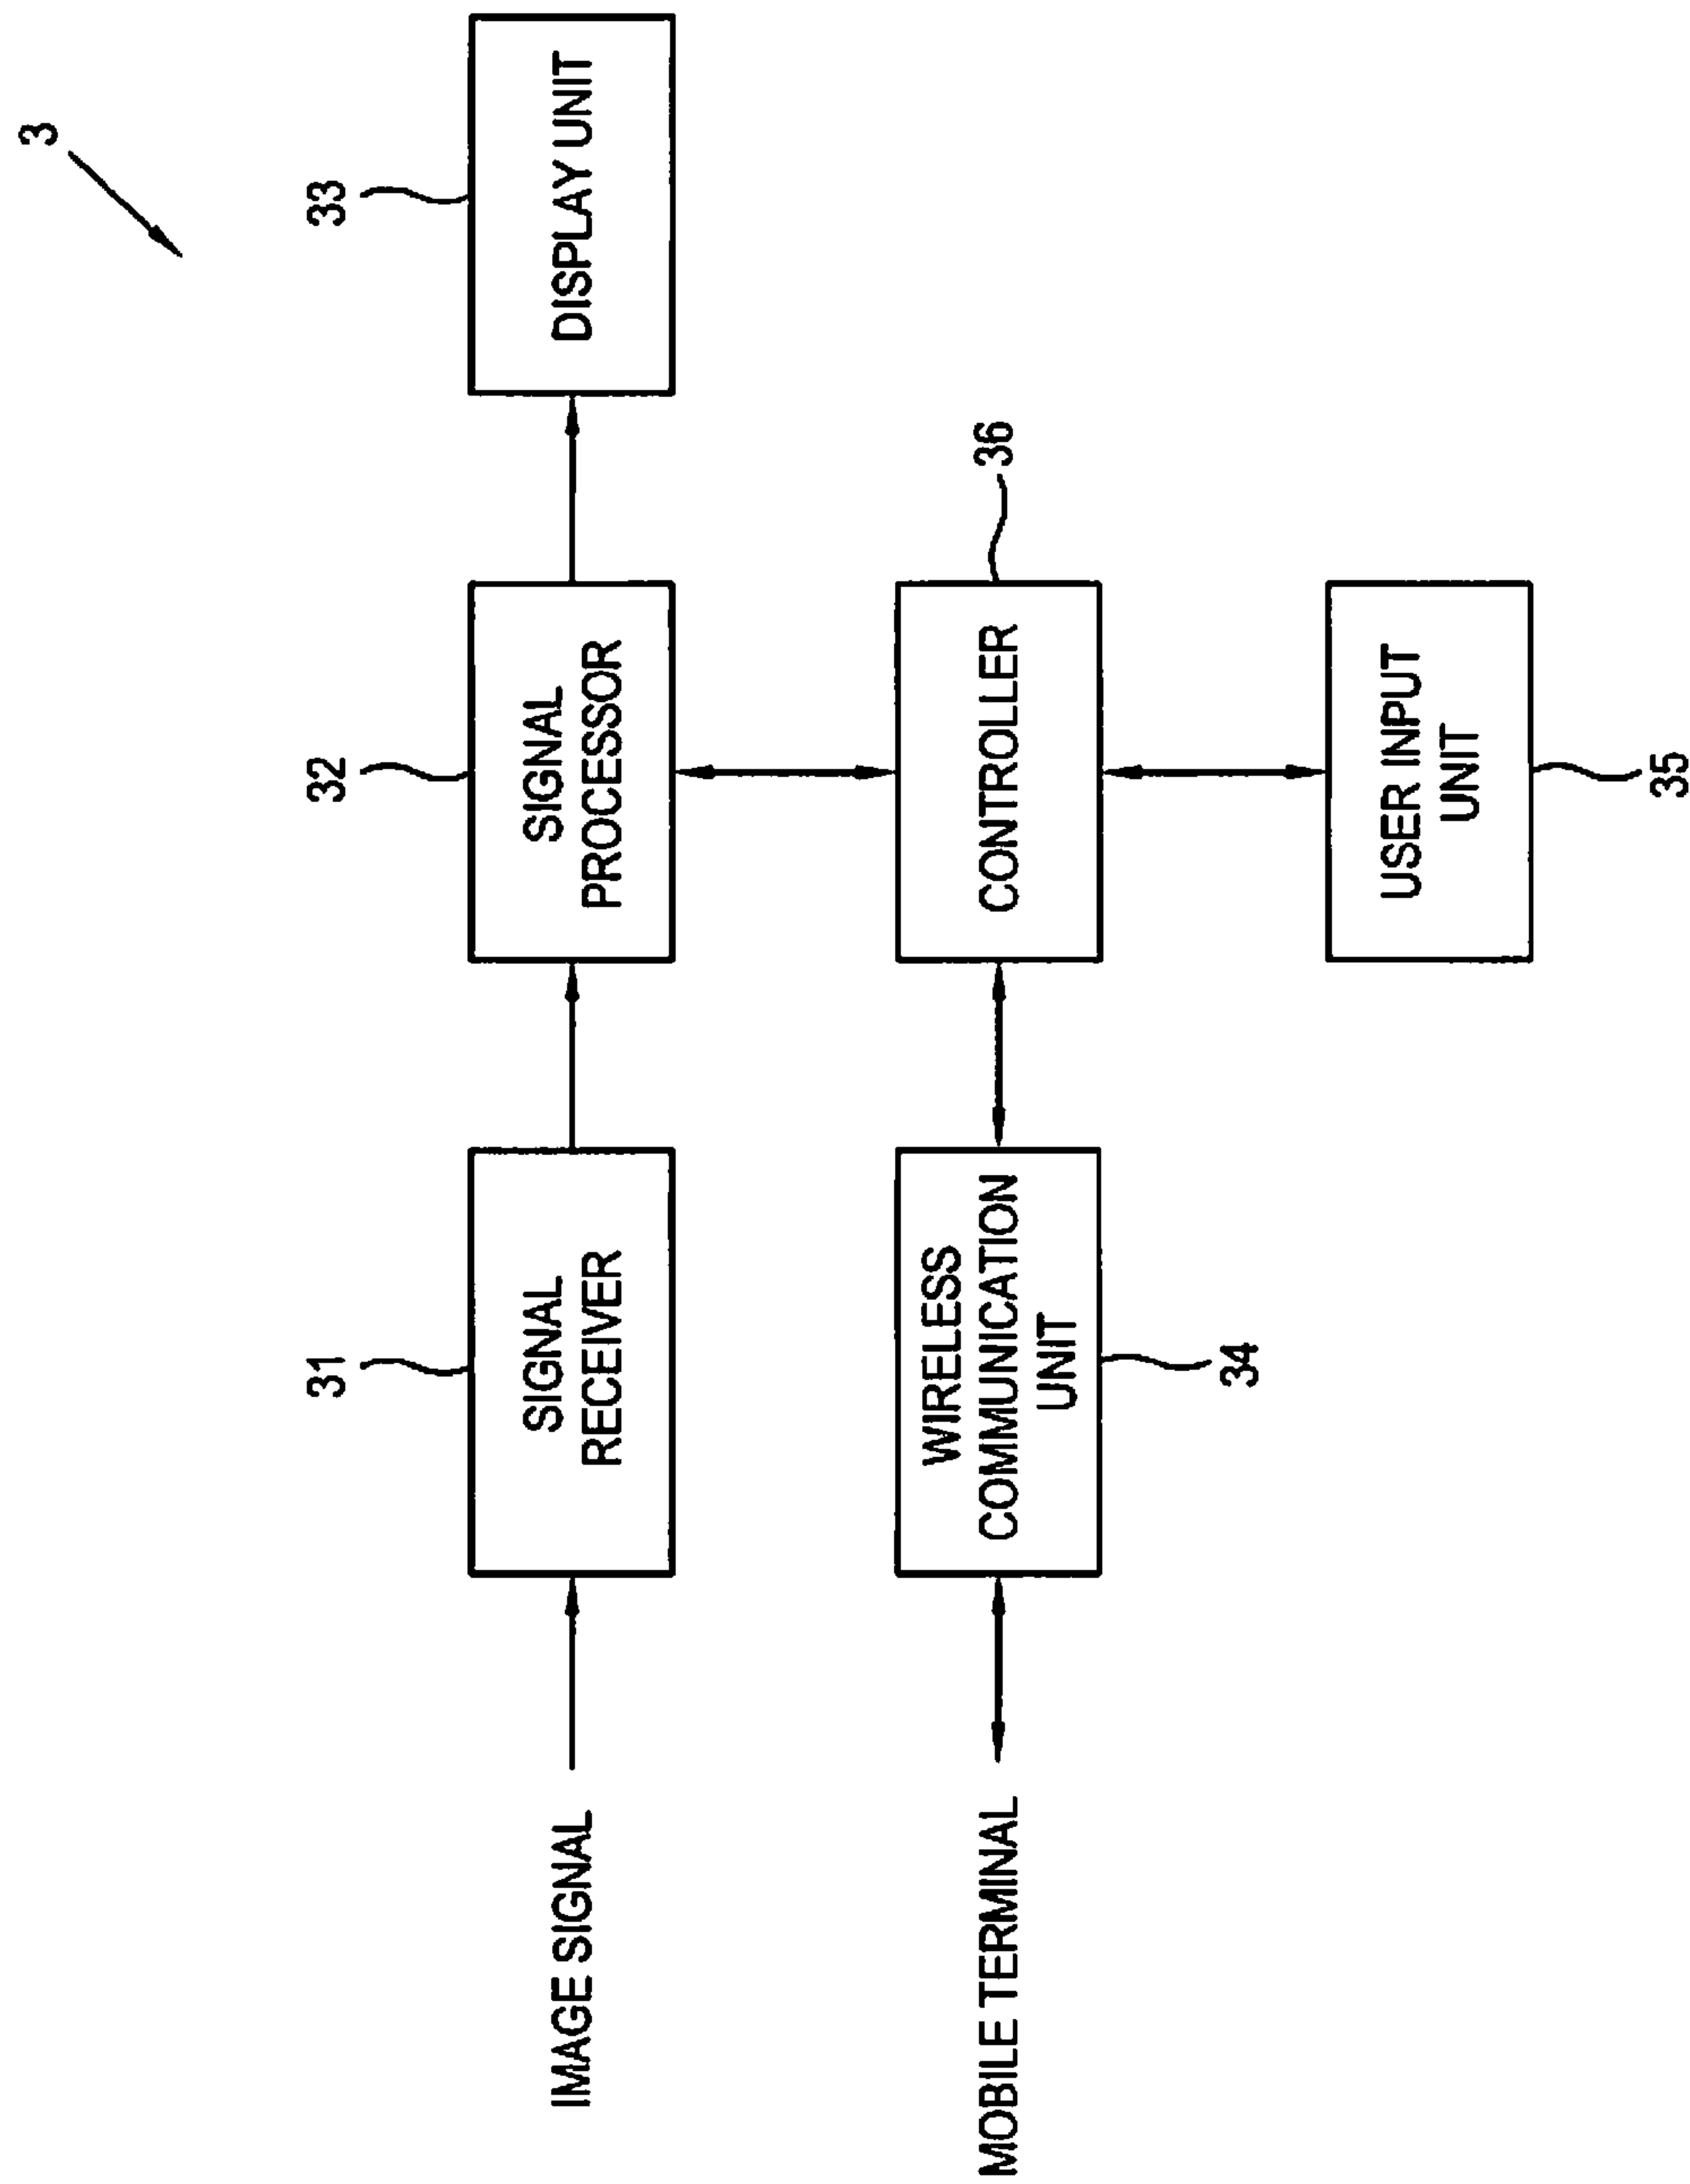 3
31
32
33
IMAGE SIGNAL
SIGNAL
RECEIVER
SIGNAL
PROCESSOR
DISPLAY UNIT
36
MOBILE TERMINAL
WIRELESS
COMMUNICATION
UNIT
CONTROLLER
34
USER INPUT
UNIT
35